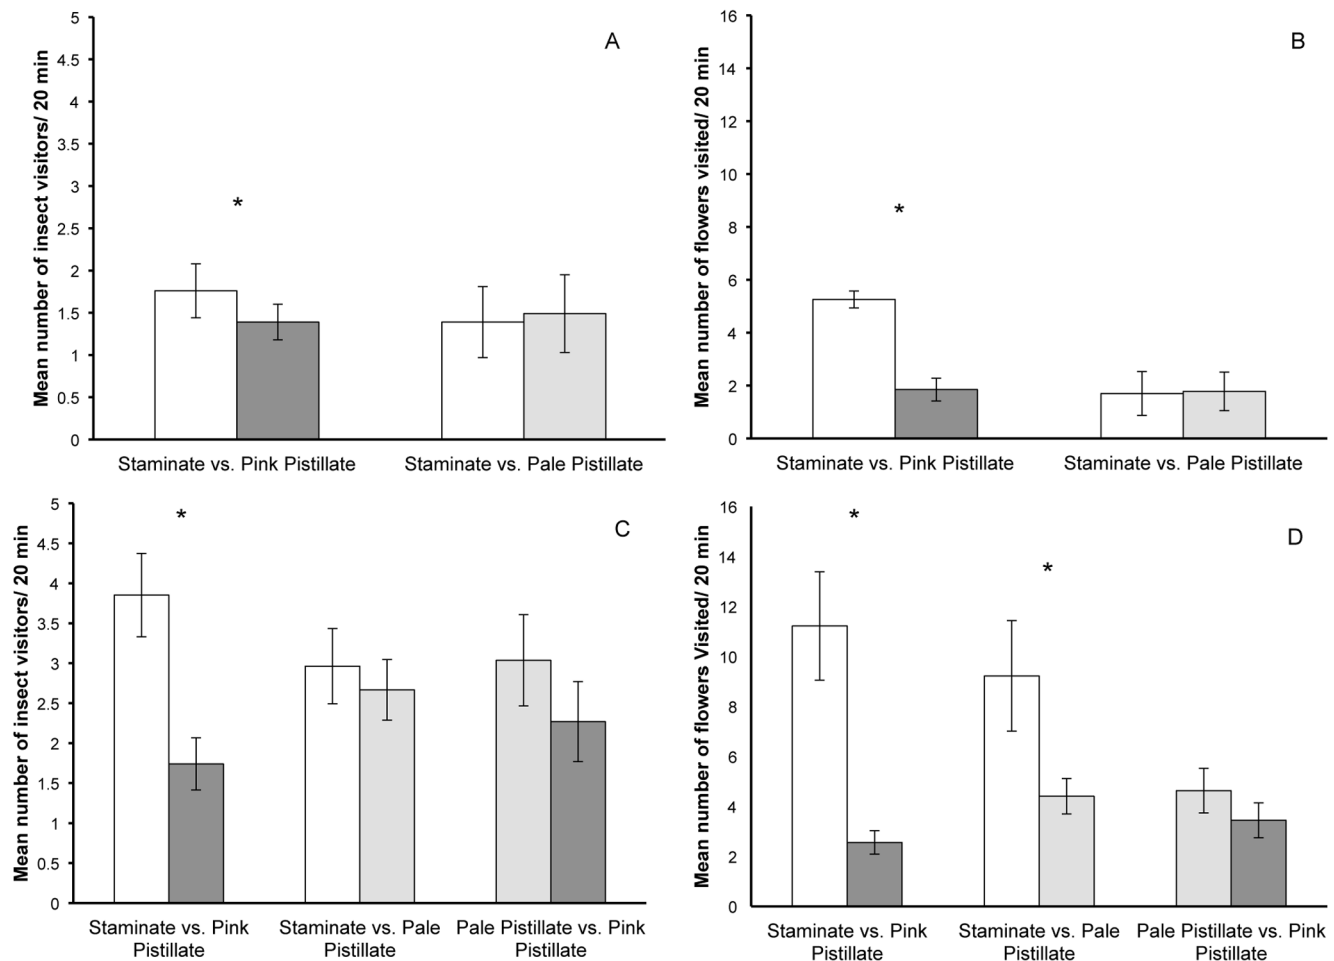 Mean number of insect visitors/ 20 min
5
4.5
4
3.5
3
2.5
2
1.5
1
0.5
0
A
*
Staminate vs. Pink Pistillate
Staminate vs. Pale Pistillate
Mean number of flowers visited/ 20 min
16
14
12
10
8
6
4
2
0
B
*
Staminate vs. Pink Pistillate
Staminate vs. Pale Pistillate
Mean number of insect visitors/ 20 min
5
4.5
4
3.5
3
2.5
2
1.5
1
0.5
0
C
*
Staminate vs. Pink
Pistillate
Staminate vs. Pale
Pistillate
Pale Pistillate vs. Pink
Pistillate
Mean number of flowers Visited/ 20 min
16
14
12
10
8
6
4
2
0
D
*
*
Staminate vs. Pink
Pistillate
Staminate vs. Pale
Pistillate
Pale Pistillate vs. Pink
Pistillate